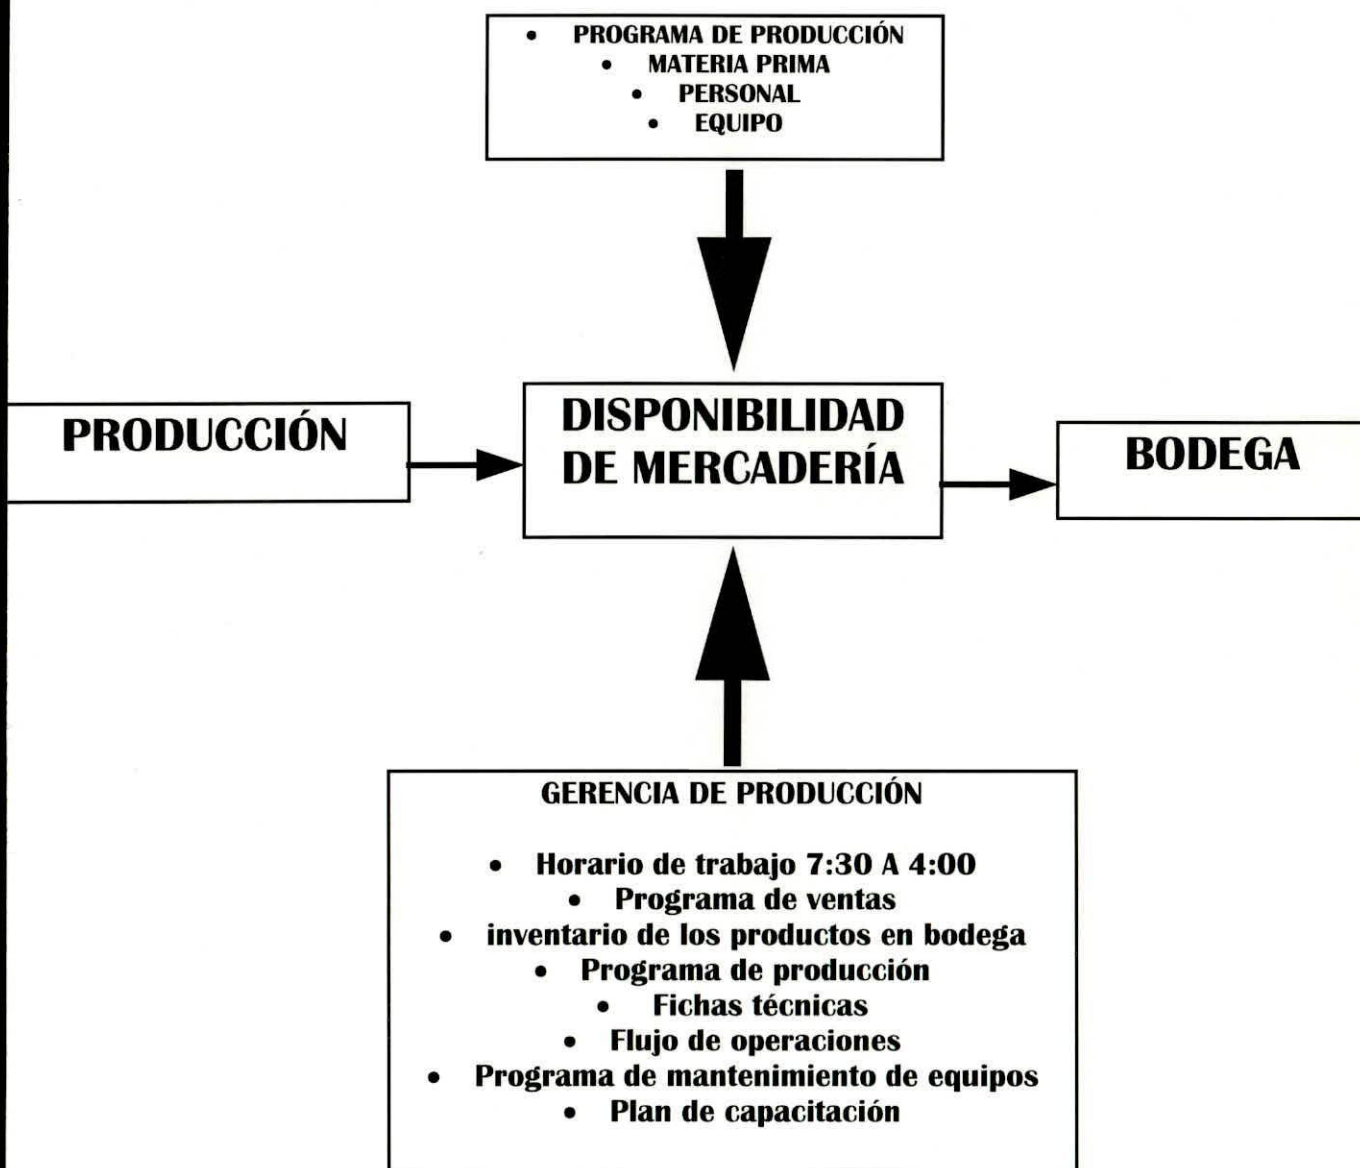 • PROGRAMA DE PRODUCCIÓN
• MATERIA PRIMA
• PERSONAL
• EQUIPO
PRODUCCIÓN
DISPONIBILIDAD
DE MERCADERÍA
BODEGA
GERENCIA DE PRODUCCIÓN
• Horario de trabajo 7:30 A 4:00
• Programa de ventas
• inventario de los productos en bodega
• Programa de producción
• Fichas técnicas
• Flujo de operaciones
• Programa de mantenimiento de equipos
• Plan de capacitación